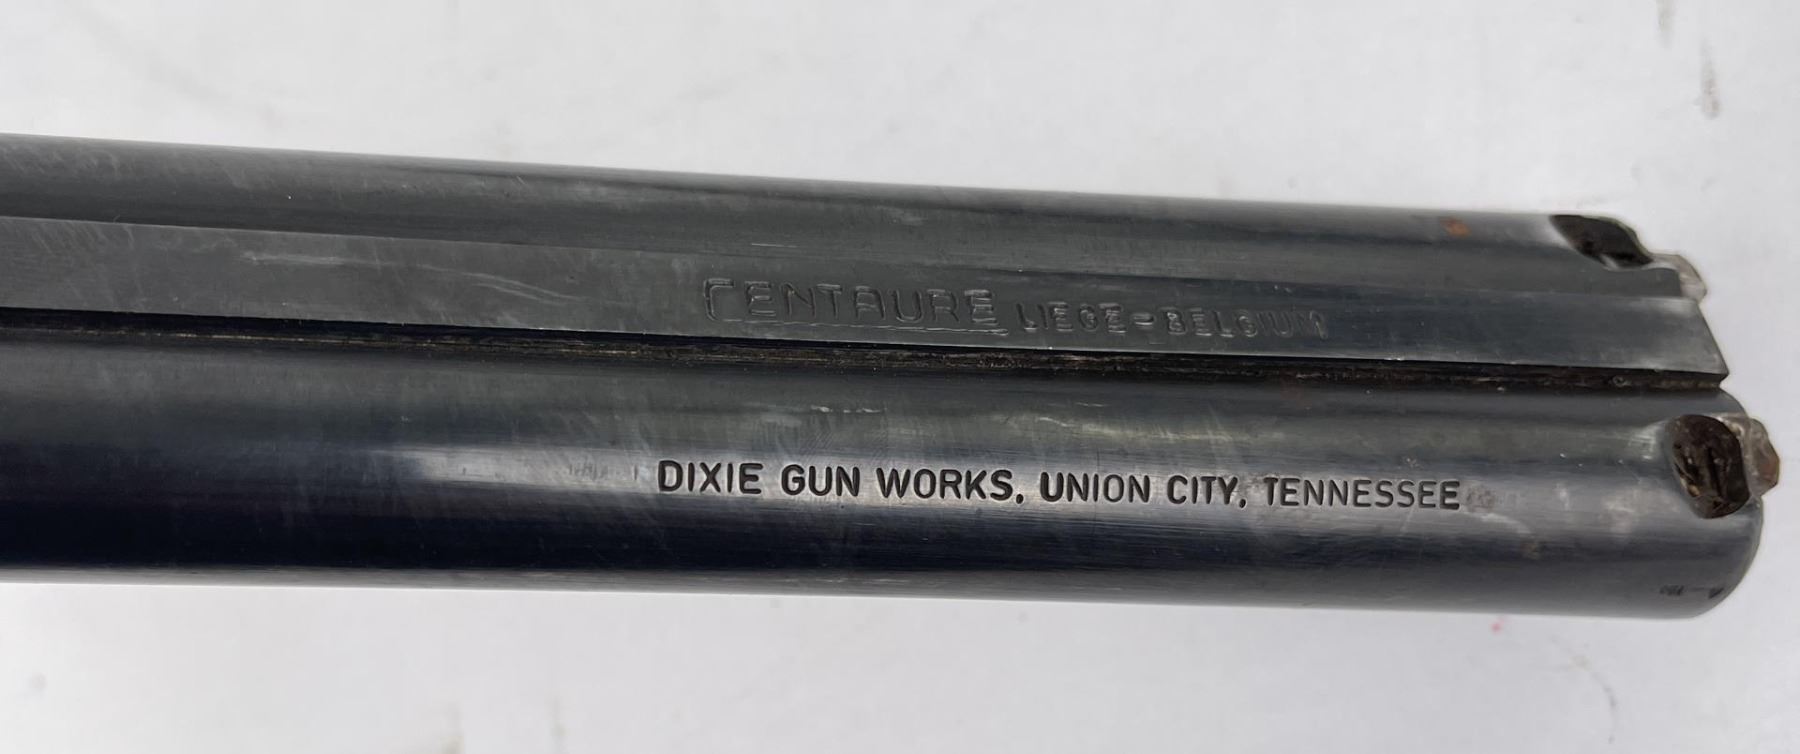 CENTAURE LIEGE-BELGIUM
DIXIE GUN WORKS, UNION CITY, TENNESSEE